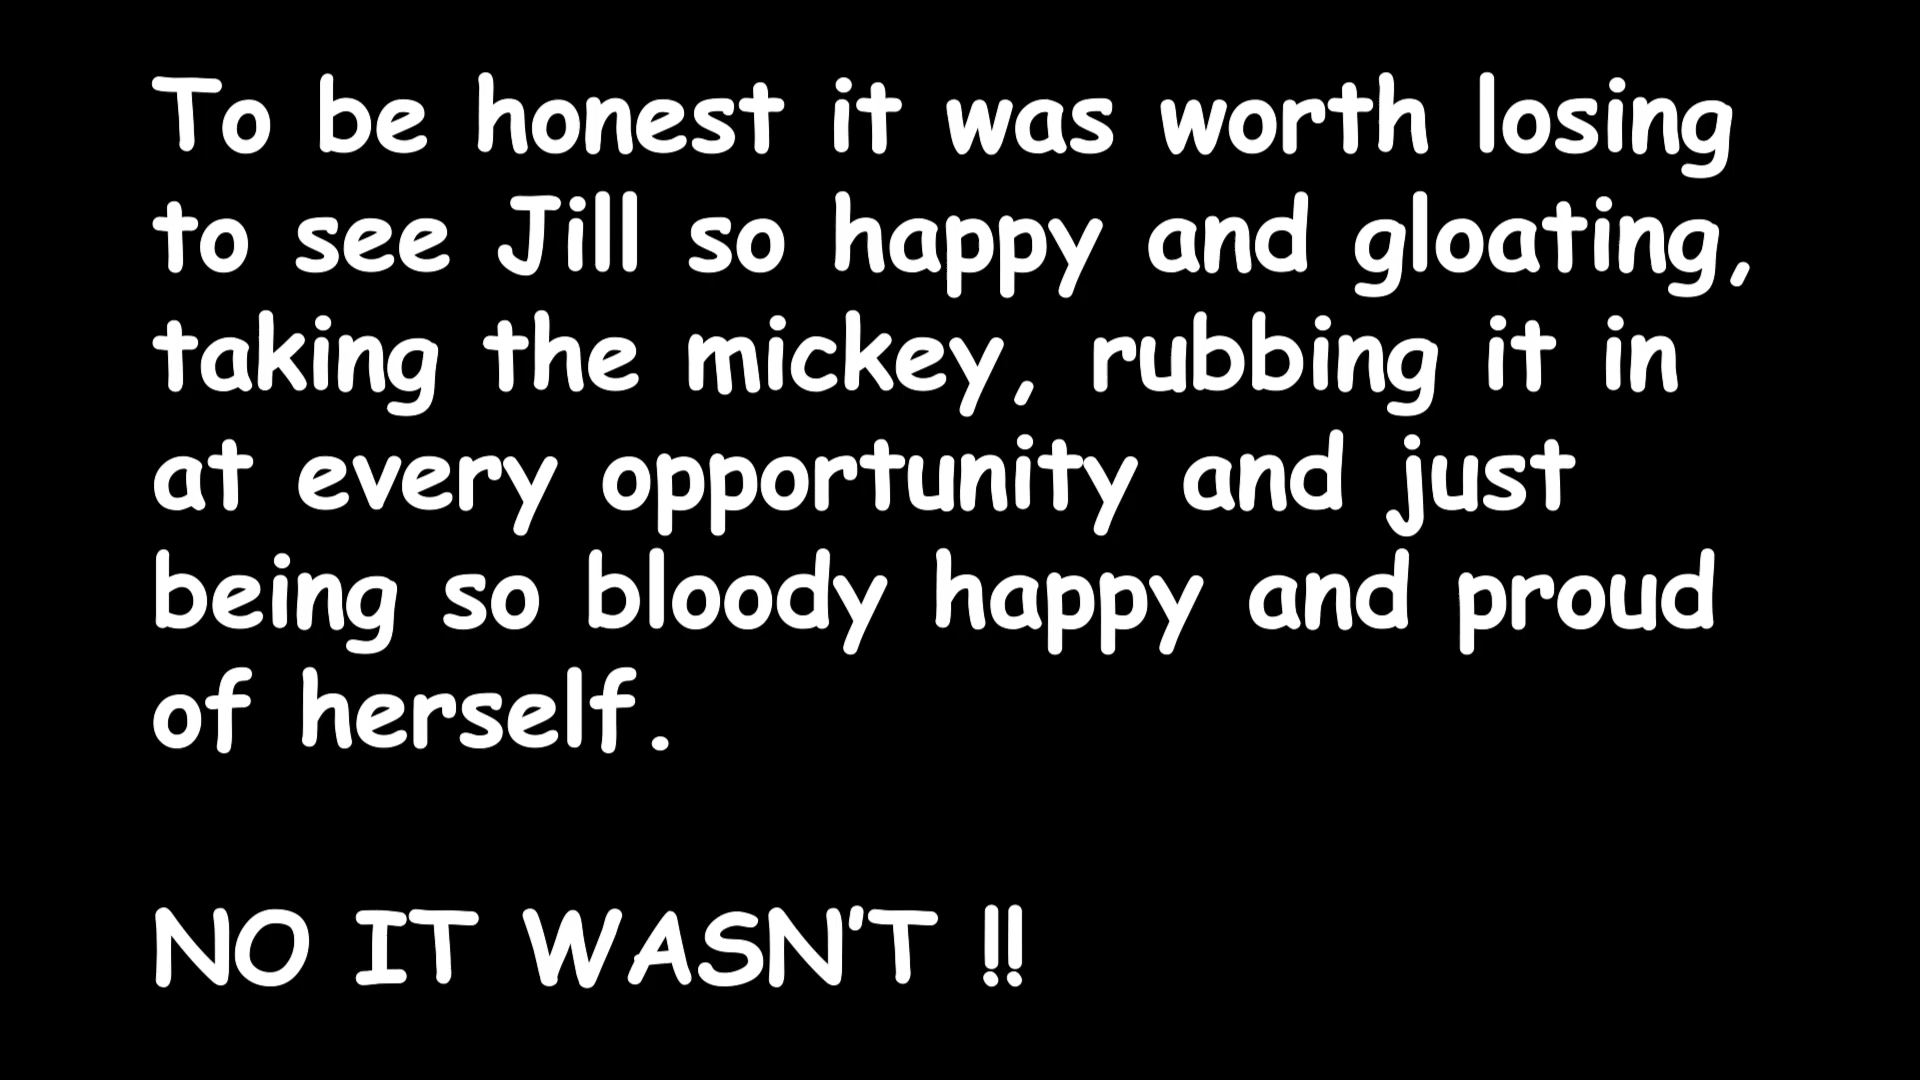 To be honest it was worth losing
to see Jill so happy and gloating,
taking the mickey, rubbing it in
at every opportunity and just
being so bloody happy and proud
of herself.
NO IT WASN'T !!